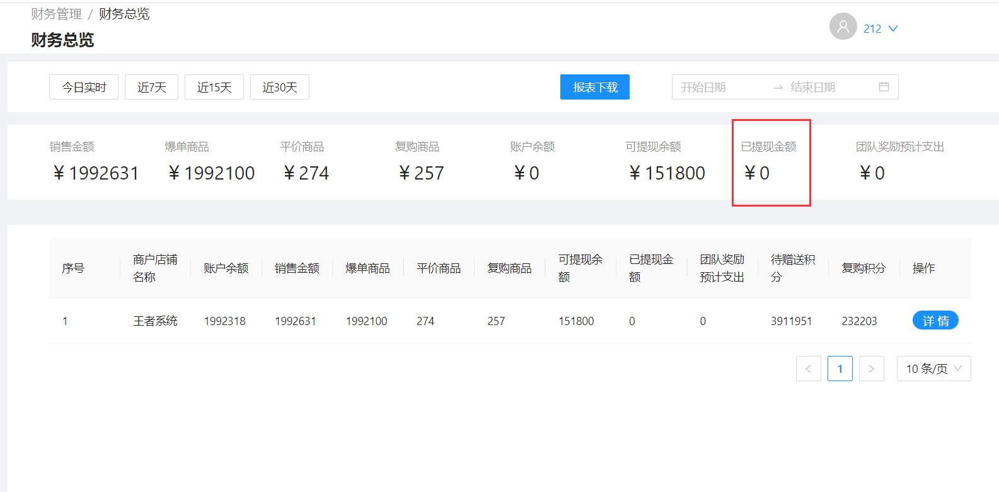 财务管理 / 财务总览
财务总览
212
今日实时 近7天 近15天 近30天 报表下载 开始日期 → 结束日期
销售金额 爆单商品 平价商品 复购商品 账户余额 可提现余额 已提现金额 团队奖励预计支出
￥1992631 ￥1992100 ￥274 ￥257 ￥0 ￥151800 ￥0 ￥0
序号 商户店铺名称 账户余额 销售金额 爆单商品 平价商品 复购商品 可提现余额 已提现金额 团队奖励预计支出 待赠送积分 复购积分 操作
1 王者系统 1992318 1992631 1992100 274 257 151800 0 0 3911951 232203 详 情
< 1 > 10 条/页